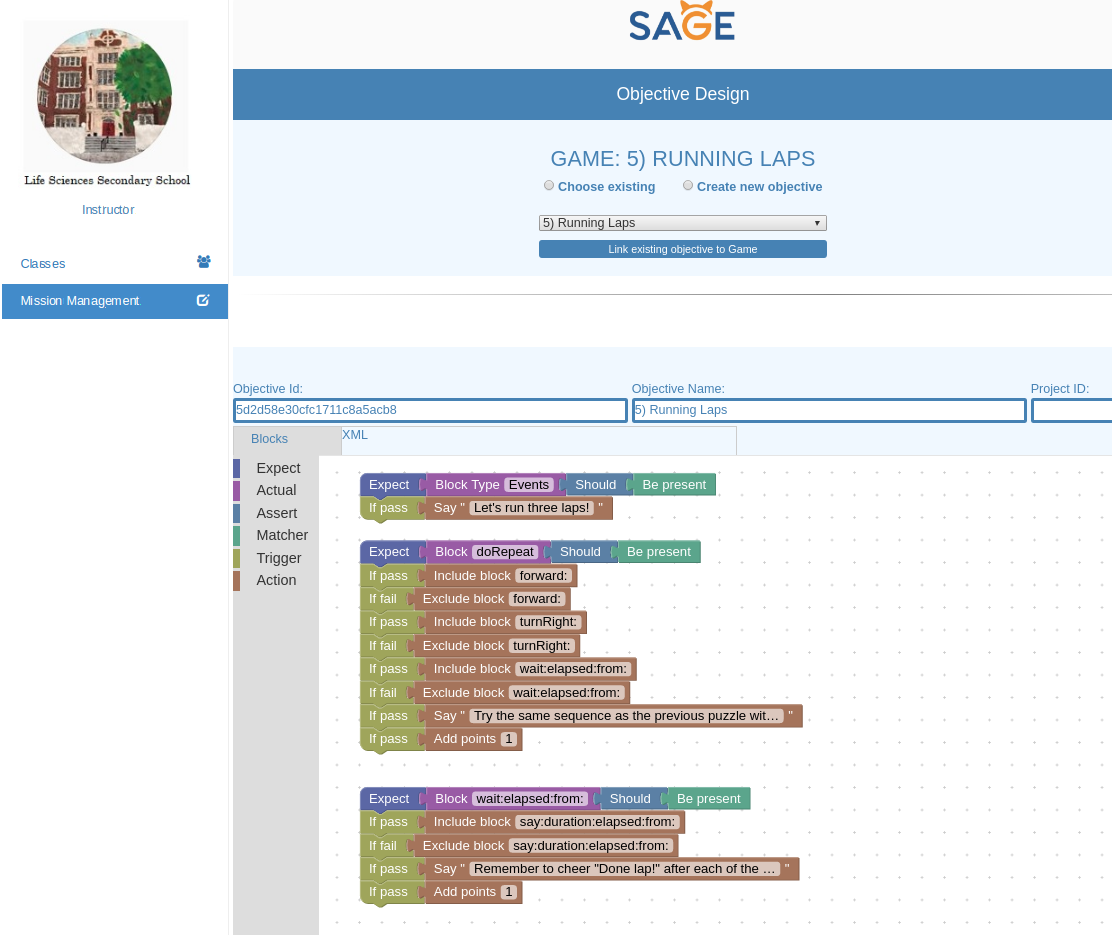 SAGE
Life Sciences Secondary School
Instructor
Classes
Mission Management
Objective Design
GAME: 5) RUNNING LAPS
Choose existing Create new objective
5) Running Laps
Link existing objective to Game
Objective Id: Objective Name: Project ID:
5d2d58e30cfc1711c8a5acb8 5) Running Laps
Blocks XML
Expect
Actual
Assert
Matcher
Trigger
Action
Expect Block Type Events Should Be present
If pass Say " Let's run three laps! "
Expect Block doRepeat Should Be present
If pass Include block forward:
If fail Exclude block forward:
If pass Include block turnRight:
If fail Exclude block turnRight:
If pass Include block wait:elapsed:from:
If fail Exclude block wait:elapsed:from:
If pass Say " Try the same sequence as the previous puzzle wit… "
If pass Add points 1
Expect Block wait:elapsed:from: Should Be present
If pass Include block say:duration:elapsed:from:
If fail Exclude block say:duration:elapsed:from:
If pass Say " Remember to cheer "Done lap!" after each of the … "
If pass Add points 1